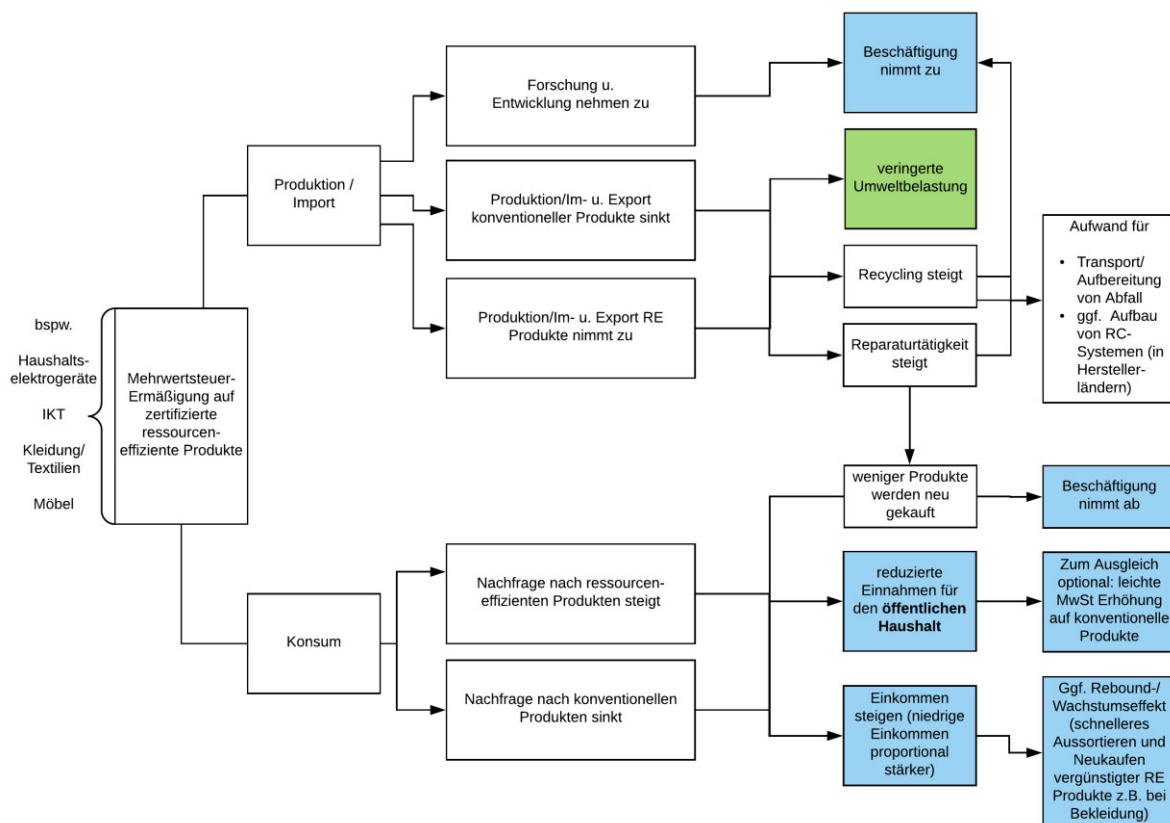 bspw.
Haushalts-
elektrogeräte
IKT
Kleidung/
Textilien
Möbel
Mehrwertsteuer-
Ermäßigung auf
zertifizierte
ressourcen-
effiziente Produkte
Produktion /
Import
Konsum
Forschung u.
Entwicklung nehmen zu
Produktion/Im- u. Export
konventioneller Produkte sinkt
Produktion/Im- u. Export RE
Produkte nimmt zu
Nachfrage nach ressourcen-
effizienten Produkten steigt
Nachfrage nach konventionellen
Produkten sinkt
Beschäftigung
nimmt zu
veringerte
Umweltbelastung
Recycling steigt
Reparaturtätigkeit
steigt
weniger Produkte
werden neu
gekauft
reduzierte
Einnahmen für
den öffentlichen
Haushalt
Einkommen
steigen (niedrige
Einkommen
proportional
stärker)
Aufwand für
• Transport/
Aufbereitung
von Abfall
• ggf. Aufbau
von RC-
Systemen (in
Hersteller-
ländern)
Beschäftigung
nimmt ab
Zum Ausgleich
optional: leichte
MwSt Erhöhung
auf konventionelle
Produkte
Ggf. Rebound-/
Wachstumseffekt
(schnelleres
Aussortieren und
Neukaufen
vergünstigter RE
Produkte z.B. bei
Bekleidung)